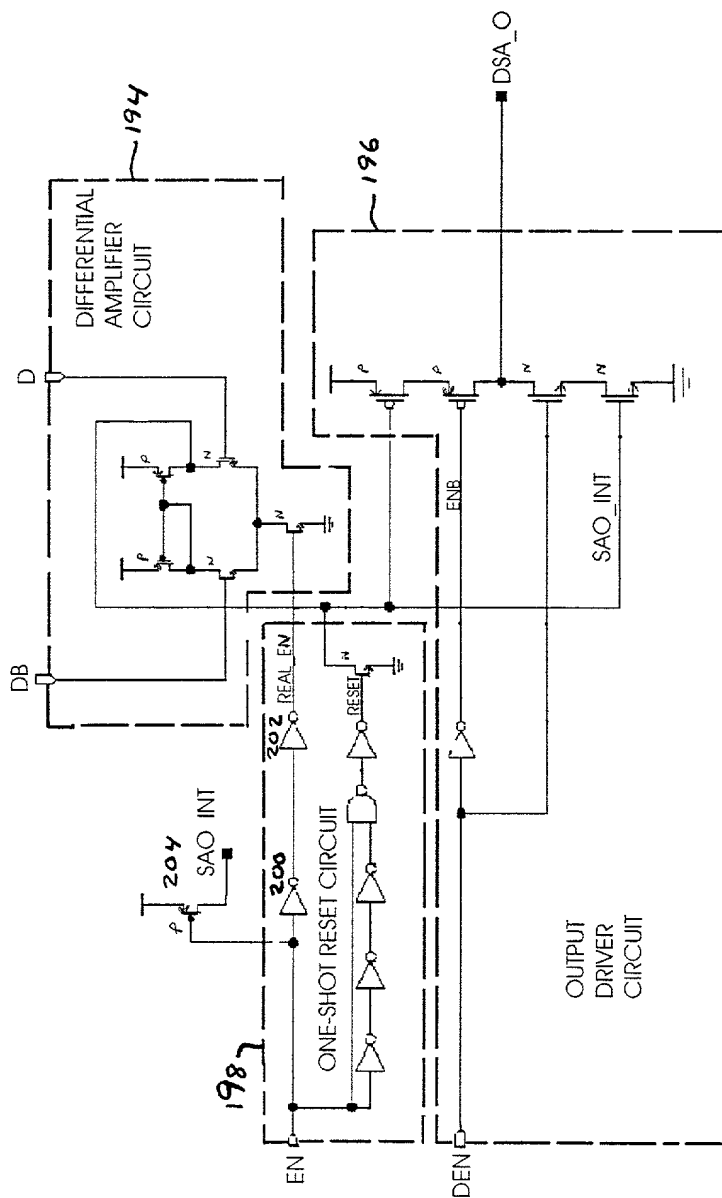 DB
D
DIFFERENTIAL
AMPLIFIER
CIRCUIT
194
P
P
204
P
SAO INT
N
N
198
200
202
REAL_EN
N
EN
ONE-SHOT RESET CIRCUIT
RESET
N
P
196
P
ENB
DEN
DSA_O
N
OUTPUT
DRIVER
CIRCUIT
SAO_INT
N